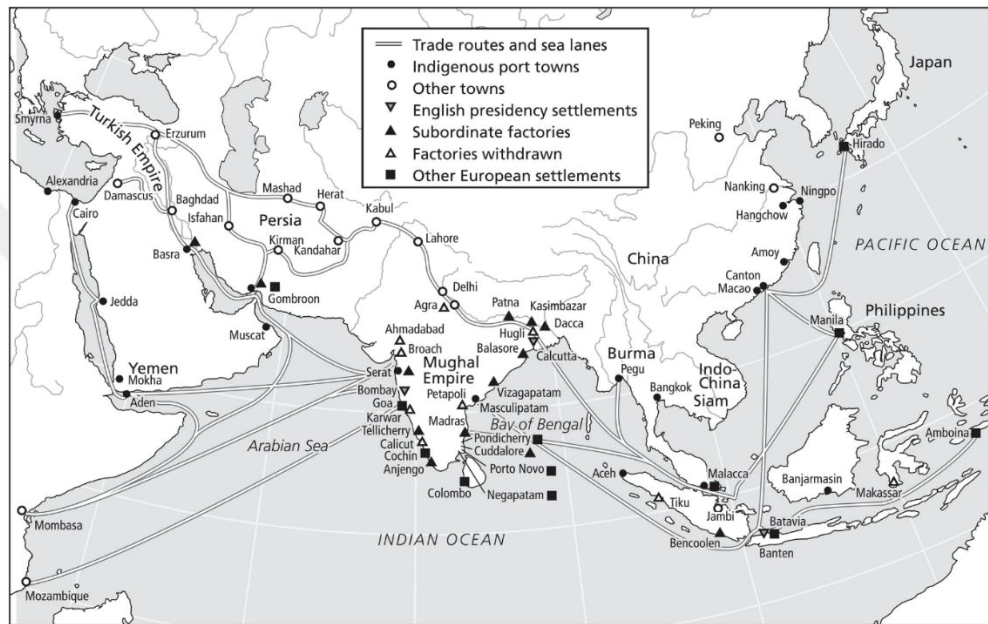 Trade routes and sea lanes
Indigenous port towns
Other towns
English presidency settlements
Subordinate factories
Factories withdrawn
Other European settlements
Japan
Peking
Hirado
Smyrna
Turkish Empire
Erzurum
Nanking
Ningpo
Hangchow
Alexandria
Damascus
Baghdad
Mashad
Herat
Kabul
Cairo
Isfahan
Persia
Kirman
Kandahar
Lahore
China
PACIFIC OCEAN
Basra
Amoy
Canton
Macao
Gombroon
Delhi
Agra
Patna
Kasimbazar
Jedda
Dacca
Hugli
Manila
Philippines
Muscat
Ahmadabad
Broach
Balasore
Calcutta
Burma
Pegu
Indo
China
Siam
Bangkok
Yemen
Mokha
Aden
Serat
Mughal
Empire
Bombay
Goa
Petapoli
Vizagapatam
Masculipatam
Karwar
Tellicherry
Madras
Bay of Bengal
Arabian Sea
Calicut
Cochin
Anjengo
Pondicherry
Cuddalore
Porto Novo
Negapatam
Colombo
Aceh
Malacca
Amboina
Banjarmasin
Makassar
Tiku
Jambi
Mombasa
INDIAN OCEAN
Bencoolen
Batavia
Banten
Mozambique